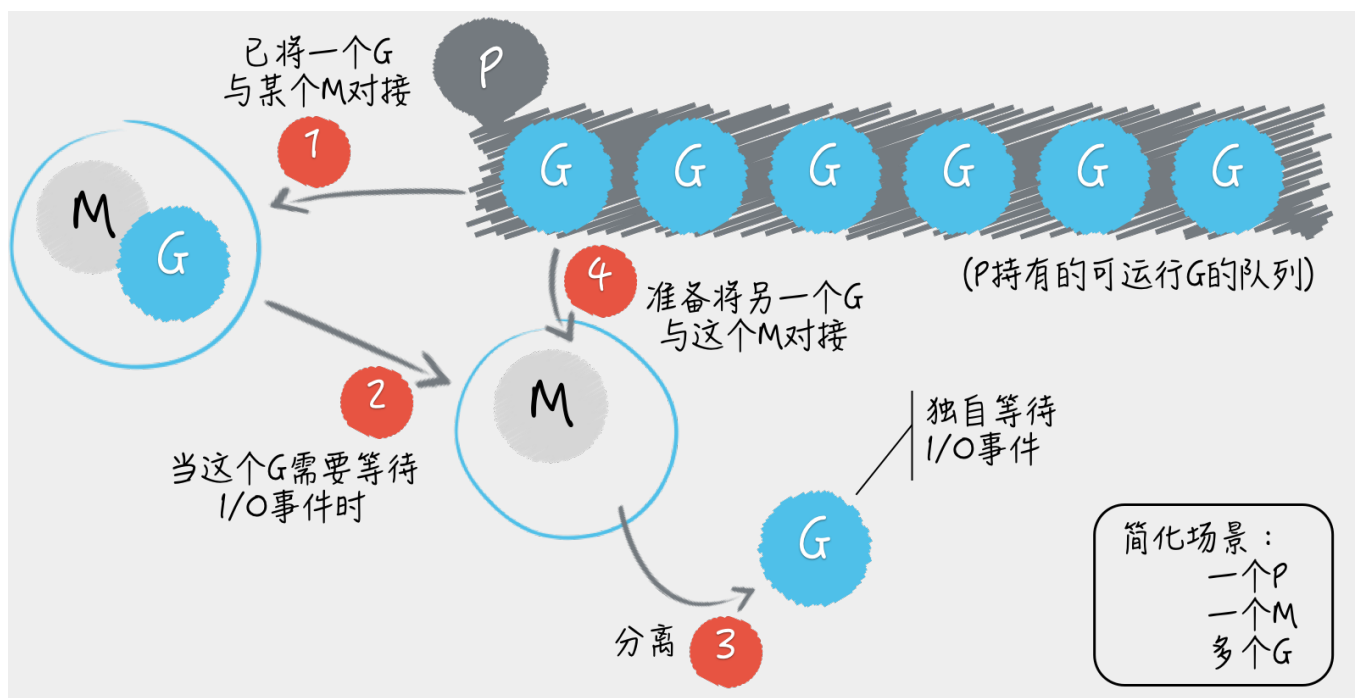 已将一个G
与某个M对接
P
1
G G G G G G
M
G
(P持有的可运行G的队列)
4
准备将另一个G
与这个M对接
2
当这个G需要等待
I/O事件时
M
独自等待
I/O事件
G
分离
3
简化场景：
一个P
一个M
多个G